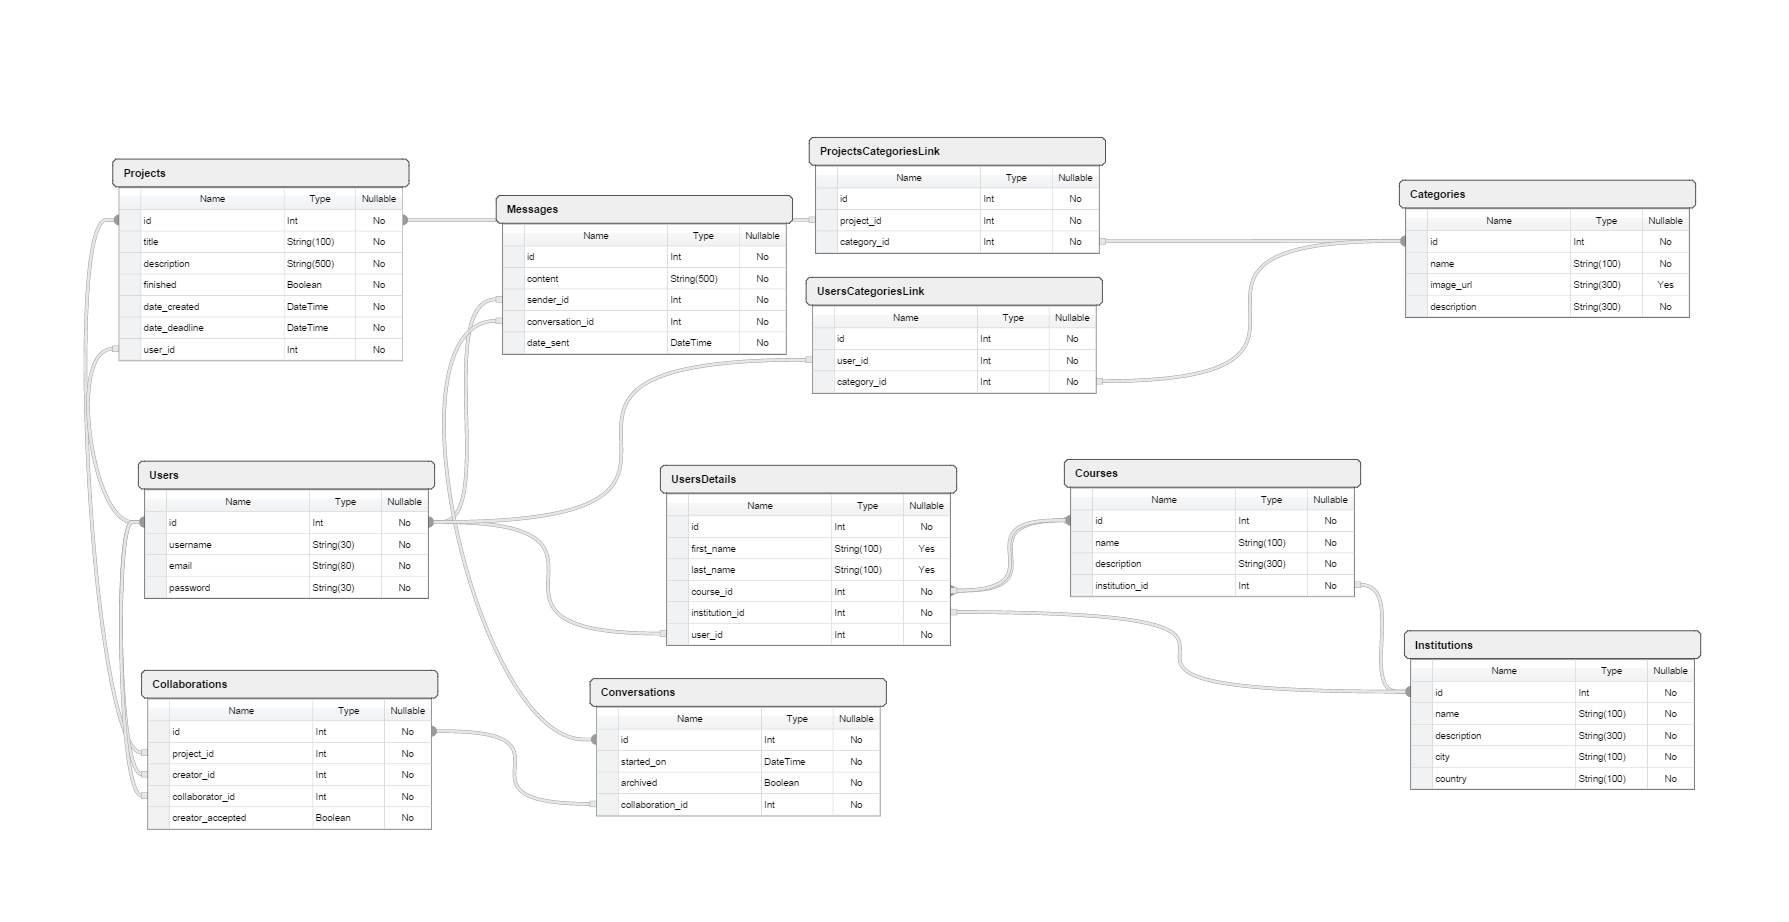 Projects
Name Type Nullable
id Int No
title String(100) No
description String(500) No
finished Boolean No
date_created DateTime No
date_deadline DateTime No
user_id Int No
Messages
Name Type Nullable
id Int No
content String(500) No
sender_id Int No
conversation_id Int No
date_sent DateTime No
ProjectsCategoriesLink
Name Type Nullable
id Int No
project_id Int No
category_id Int No
UsersCategoriesLink
Name Type Nullable
id Int No
user_id Int No
category_id Int No
Categories
Name Type Nullable
id Int No
name String(100) No
image_url String(300) Yes
description String(300) No
Users
Name Type Nullable
id Int No
username String(30) No
email String(80) No
password String(30) No
UsersDetails
Name Type Nullable
id Int No
first_name String(100) Yes
last_name String(100) Yes
course_id Int No
institution_id Int No
user_id Int No
Courses
Name Type Nullable
id Int No
name String(100) No
description String(300) No
institution_id Int No
Institutions
Name Type Nullable
id Int No
name String(100) No
description String(300) No
city String(100) No
country String(100) No
Collaborations
Name Type Nullable
id Int No
project_id Int No
creator_id Int No
collaborator_id Int No
creator_accepted Boolean No
Conversations
Name Type Nullable
id Int No
started_on DateTime No
archived Boolean No
collaboration_id Int No